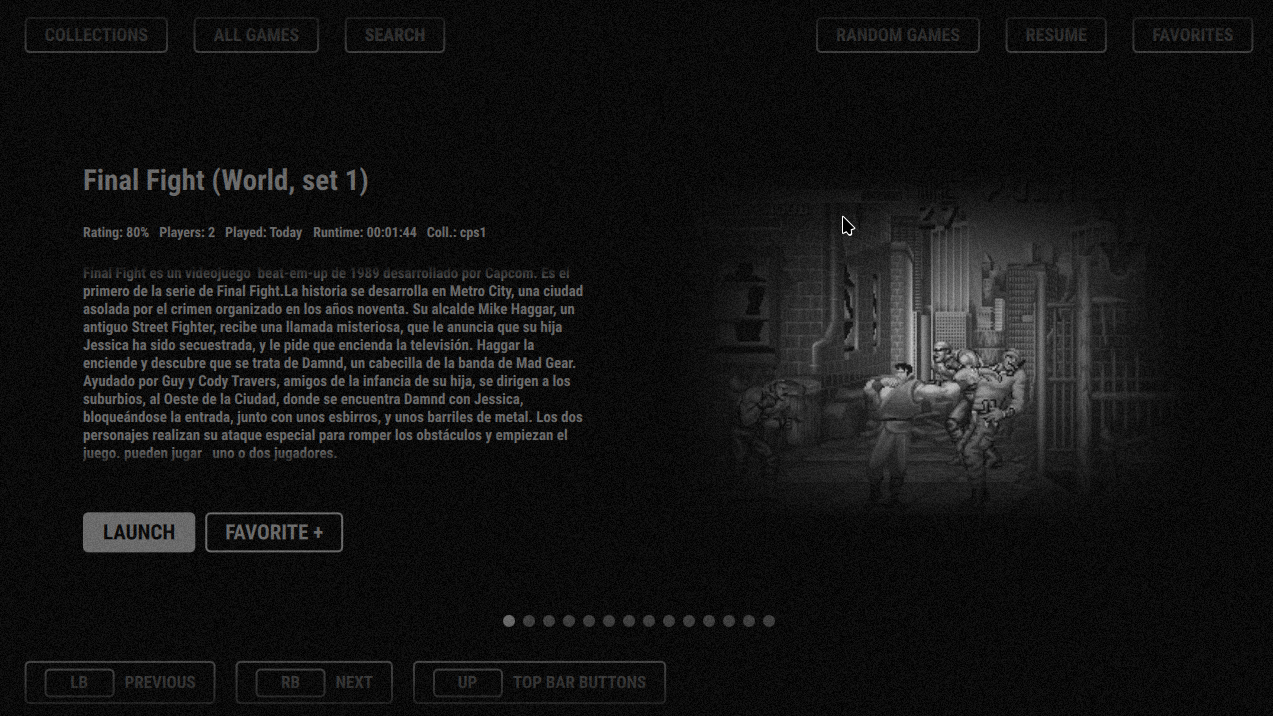 COLLECTIONS
ALL GAMES
SEARCH
RANDOM GAMES
RESUME
FAVORITES
Final Fight (World, set 1)
Rating: 80% Players: 2 Played: Today Runtime: 00:01:44 Coll.: cps1
Final Fight es un videojuego beat-em-up de 1989 desarrollado por Capcom. Es el
primero de la serie de Final Fight.La historia se desarrolla en Metro City, una ciudad
asolada por el crimen organizado en los años noventa. Su alcalde Mike Haggar, un
antiguo Street Fighter, recibe una llamada misteriosa, que le anuncia que su hija
Jessica ha sido secuestrada, y le pide que encienda la televisión. Haggar la
enciende y descubre que se trata de Damnd, un cabecilla de la banda de Mad Gear.
Ayudado por Guy y Cody Travers, amigos de la infancia de su hija, se dirigen a los
suburbios, al Oeste de la Ciudad, donde se encuentra Damnd con Jessica,
bloqueándose la entrada, junto con unos esbirros, y unos barriles de metal. Los dos
personajes realizan su ataque especial para romper los obstáculos y empiezan el
juego. pueden jugar uno o dos jugadores.
LAUNCH
FAVORITE +
LB PREVIOUS
RB NEXT
UP TOP BAR BUTTONS